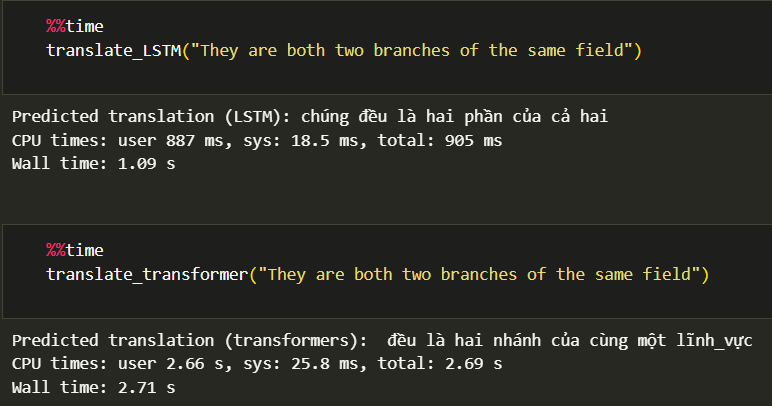 %%time
translate_LSTM("They are both two branches of the same field")
Predicted translation (LSTM): chúng đều là hai phần của cả hai
CPU times: user 887 ms, sys: 18.5 ms, total: 905 ms
Wall time: 1.09 s
%%time
translate_transformer("They are both two branches of the same field")
Predicted translation (transformers):  đều là hai nhánh của cùng một lĩnh_vực
CPU times: user 2.66 s, sys: 25.8 ms, total: 2.69 s
Wall time: 2.71 s